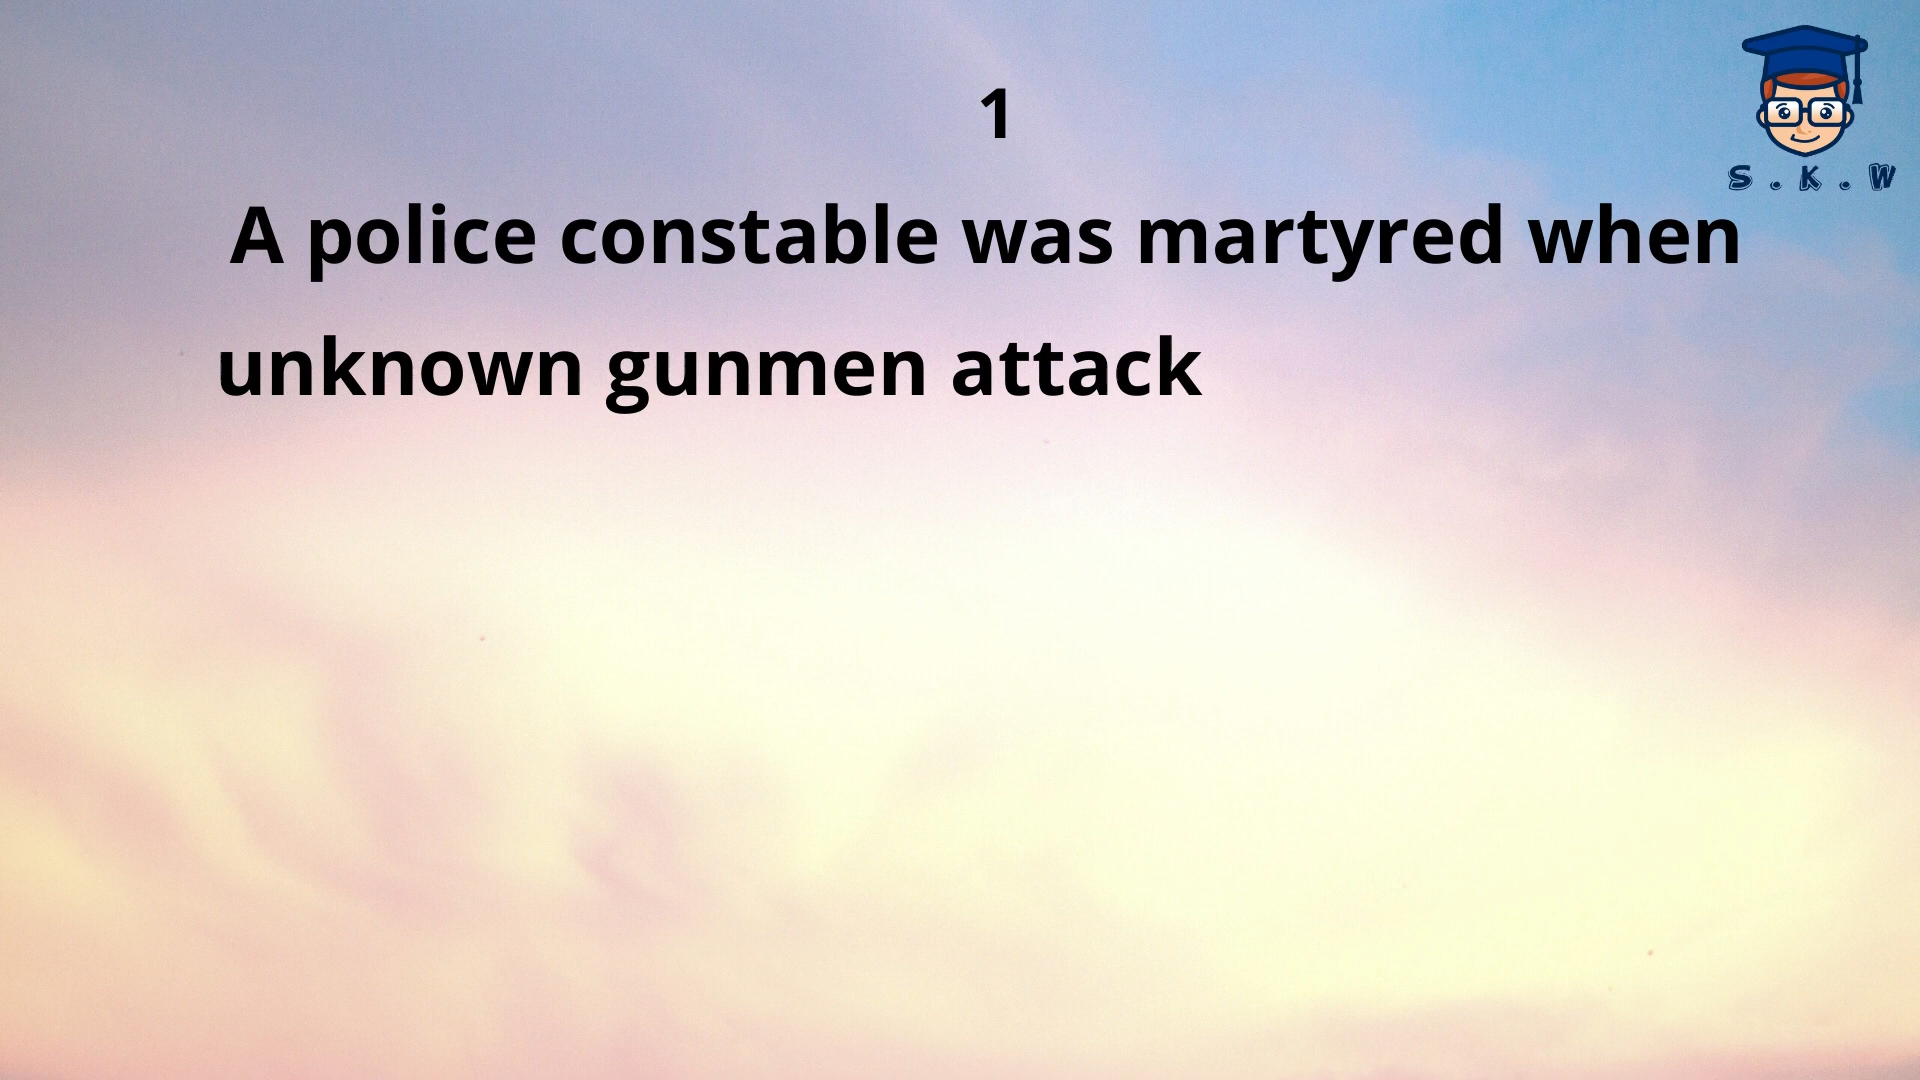 S . K . W
1
A police constable was martyred when
unknown gunmen attack